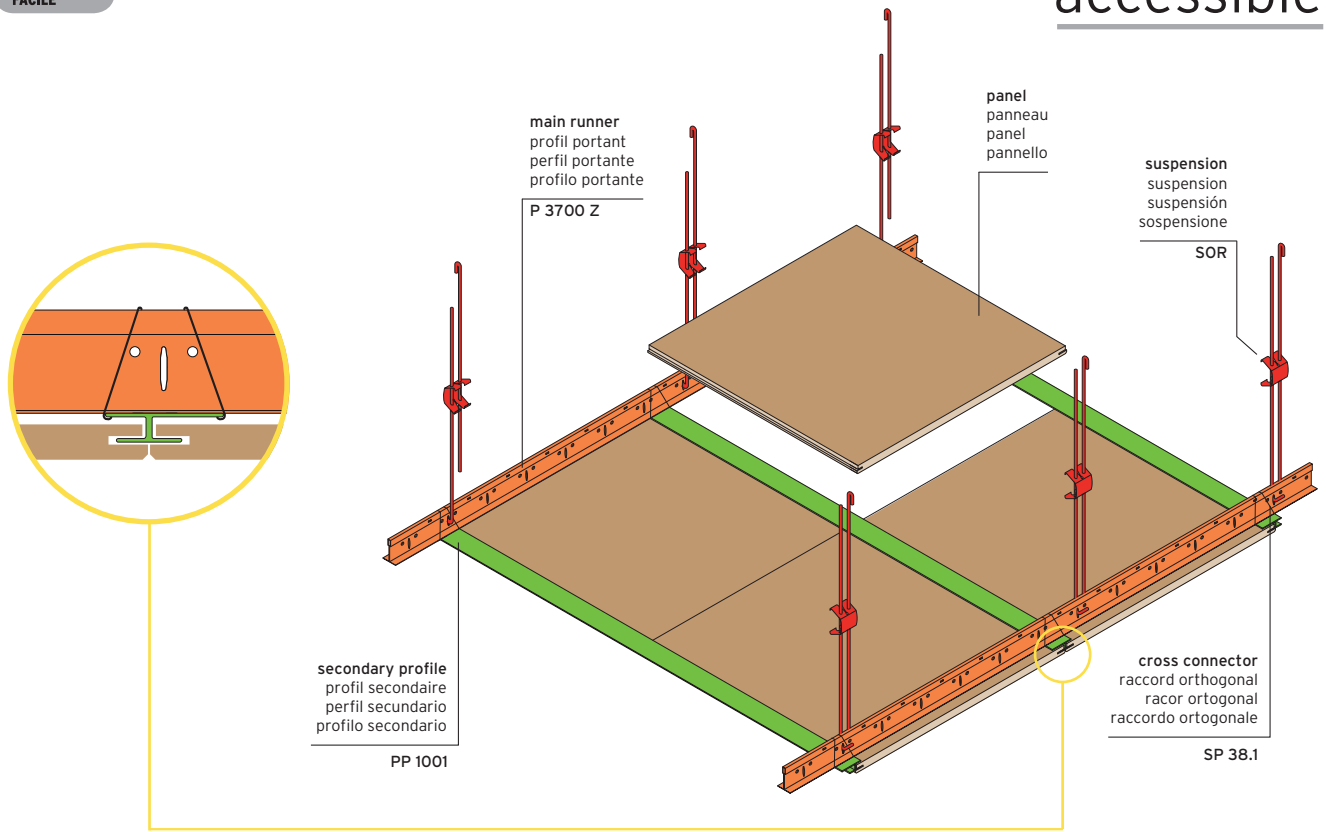 FACILE
accessible
main runner
profil portant
perfil portante
profilo portante
P 3700 Z
panel
panneau
panel
pannello
suspension
suspension
suspensión
sospensione
SOR
secondary profile
profil secondaire
perfil secundario
profilo secondario
PP 1001
cross connector
raccord orthogonal
racor ortogonal
raccordo ortogonale
SP 38.1